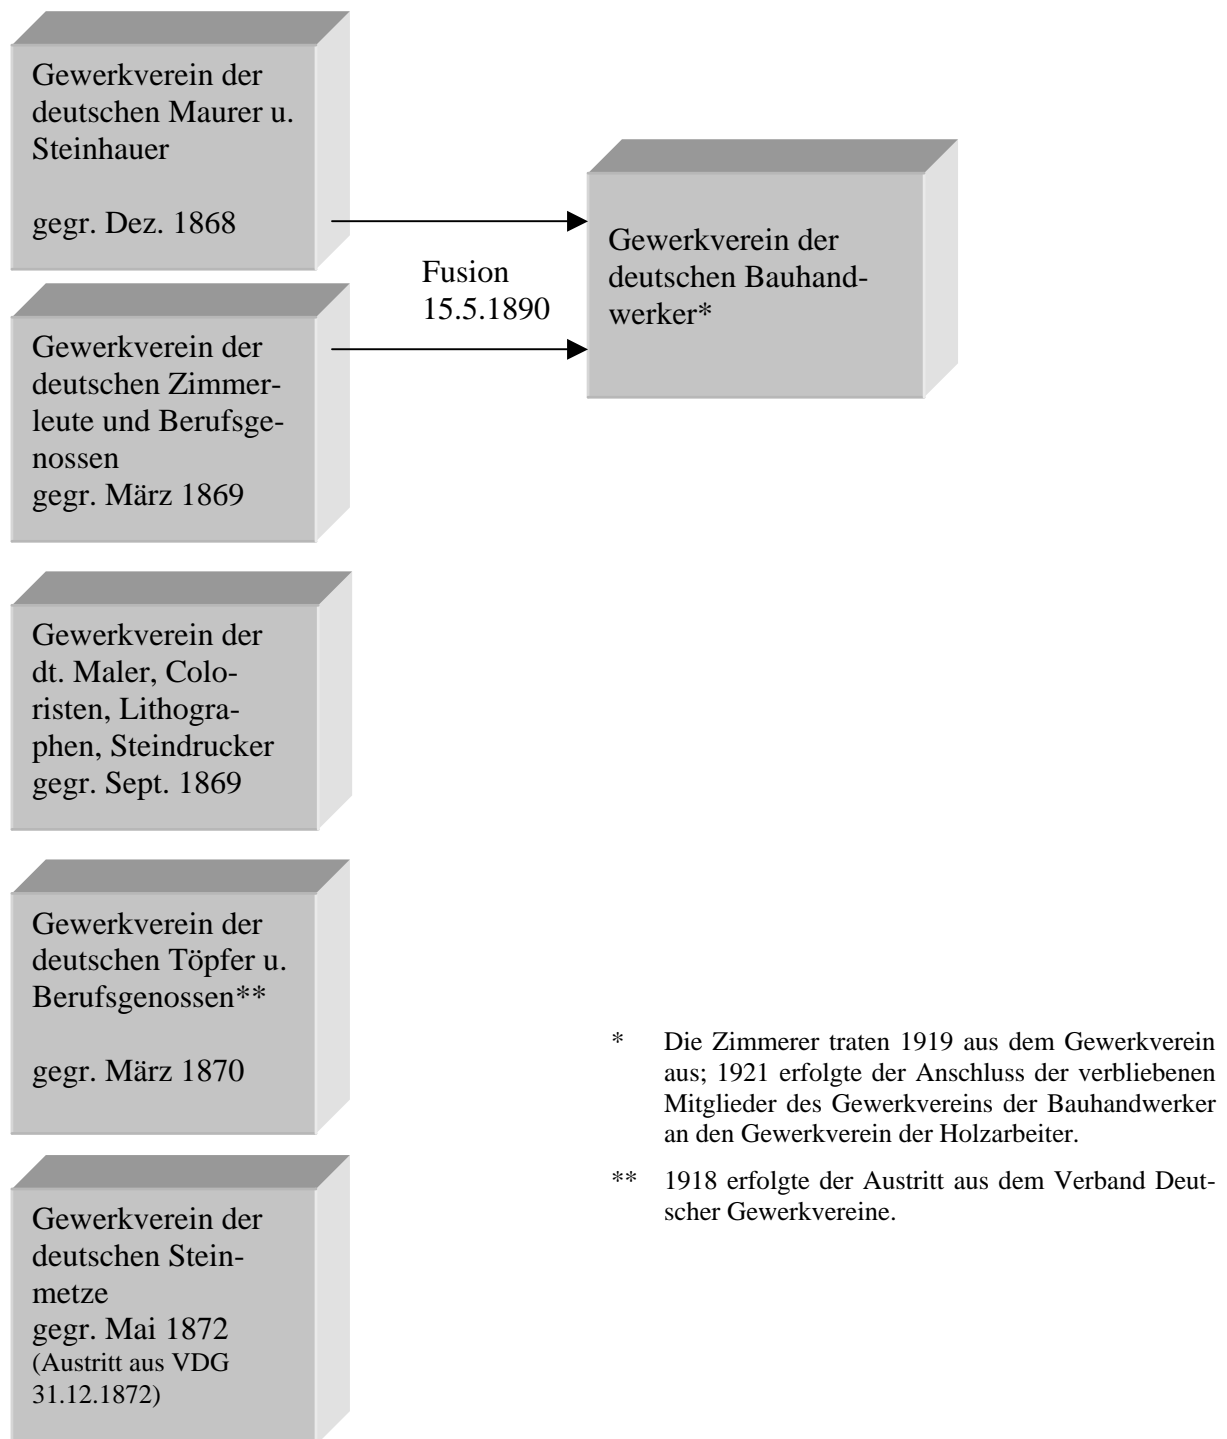 Gewerkverein der
deutschen Maurer u.
Steinhauer
gegr. Dez. 1868
Fusion
15.5.1890
Gewerkverein der
deutschen Bauhand-
werker*
Gewerkverein der
deutschen Zimmer-
leute und Berufsge-
nossen
gegr. März 1869
Gewerkverein der
dt. Maler, Colo-
risten, Lithogra-
phen, Steindrucker
gegr. Sept. 1869
Gewerkverein der
deutschen Töpfer u.
Berufsgenossen**
gegr. März 1870
Gewerkverein der
deutschen Stein-
metze
gegr. Mai 1872
(Austritt aus VDG
31.12.1872)
* Die Zimmerer traten 1919 aus dem Gewerkverein
aus; 1921 erfolgte der Anschluss der verbliebenen
Mitglieder des Gewerkvereins der Bauhandwerker
an den Gewerkverein der Holzarbeiter.
** 1918 erfolgte der Austritt aus dem Verband Deut-
scher Gewerkvereine.